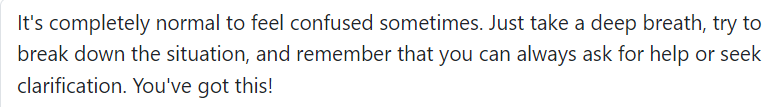 It's completely normal to feel confused sometimes. Just take a deep breath, try to
break down the situation, and remember that you can always ask for help or seek
clarification. You've got this!